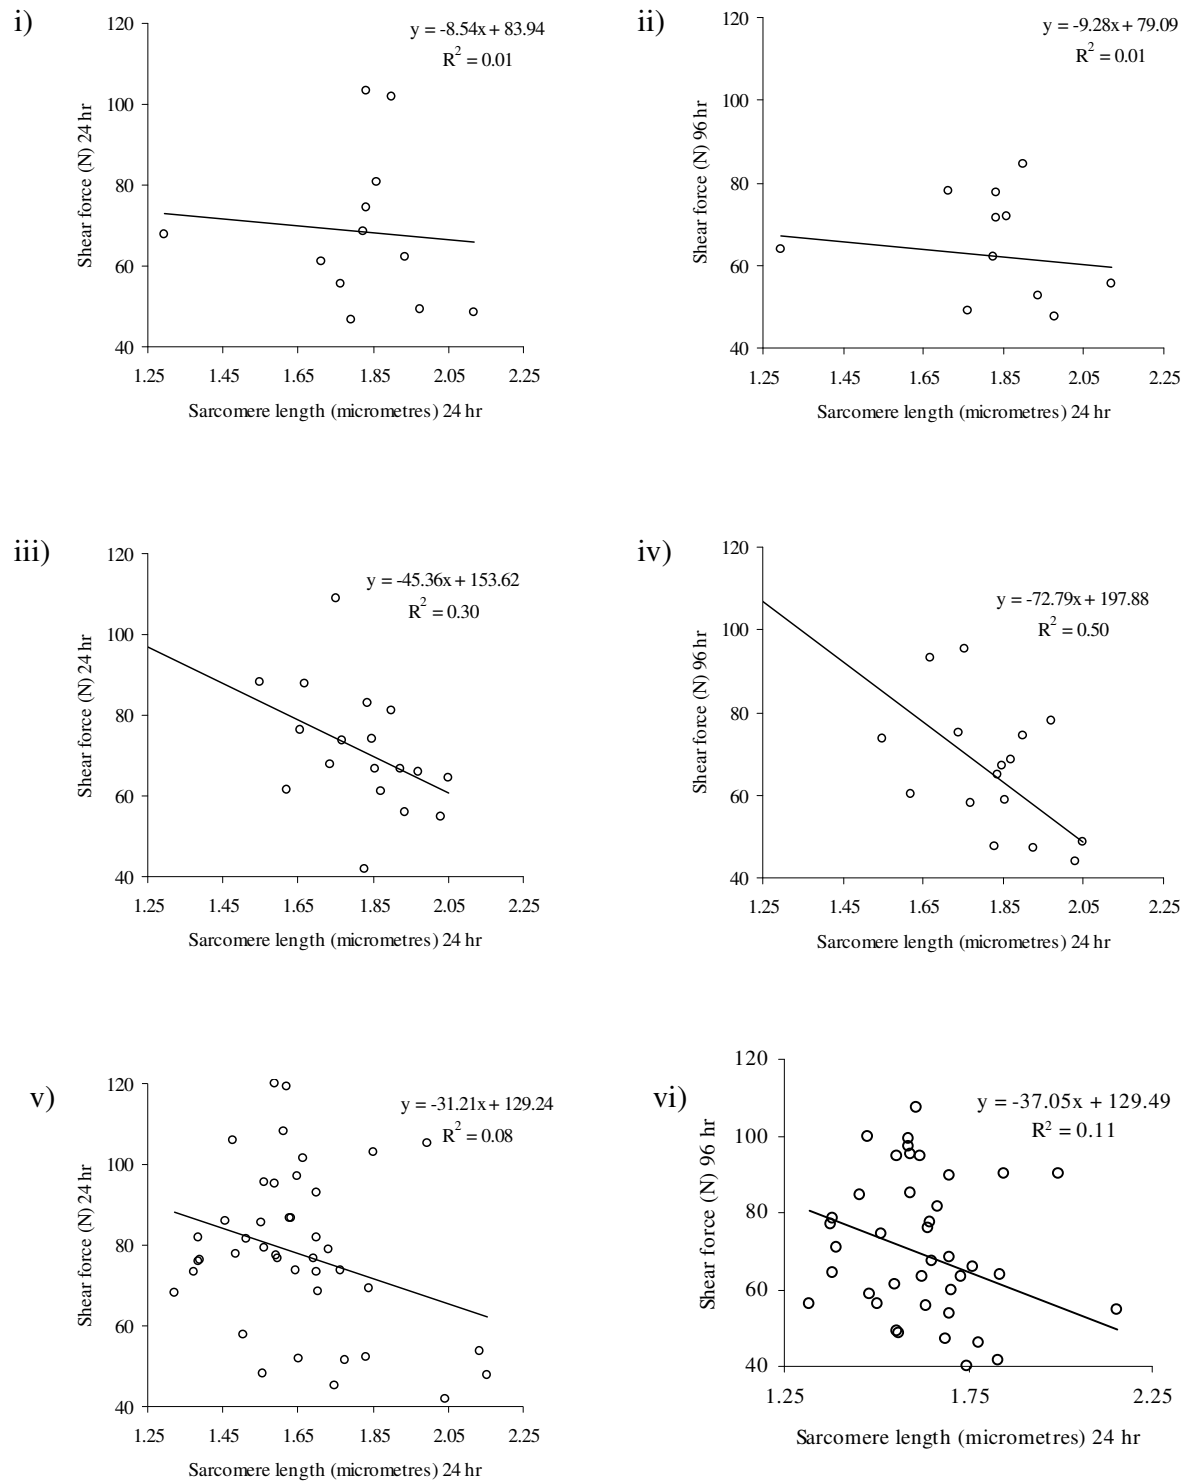 i)
120
100
80
60
40
Shear force (N) 24 hr
y = -8.54x + 83.94
R² = 0.01
1.25 1.45 1.65 1.85 2.05 2.25
Sarcomere length (micrometres) 24 hr
ii)
120
100
80
60
40
Shear force (N) 96 hr
y = -9.28x + 79.09
R² = 0.01
1.25 1.45 1.65 1.85 2.05 2.25
Sarcomere length (micrometres) 24 hr
iii)
120
100
80
60
40
Shear force (N) 24 hr
y = -45.36x + 153.62
R² = 0.30
1.25 1.45 1.65 1.85 2.05 2.25
Sarcomere length (micrometres) 24 hr
iv)
120
100
80
60
40
Shear force (N) 96 hr
y = -72.79x + 197.88
R² = 0.50
1.25 1.45 1.65 1.85 2.05 2.25
Sarcomere length (micrometres) 24 hr
v)
120
100
80
60
40
Shear force (N) 24 hr
y = -31.21x + 129.24
R² = 0.08
1.25 1.45 1.65 1.85 2.05 2.25
Sarcomere length (micrometres) 24 hr
vi)
120
100
80
60
40
Shear force (N) 96 hr
y = -37.05x + 129.49
R² = 0.11
1.25 1.75 2.25
Sarcomere length (micrometres) 24 hr